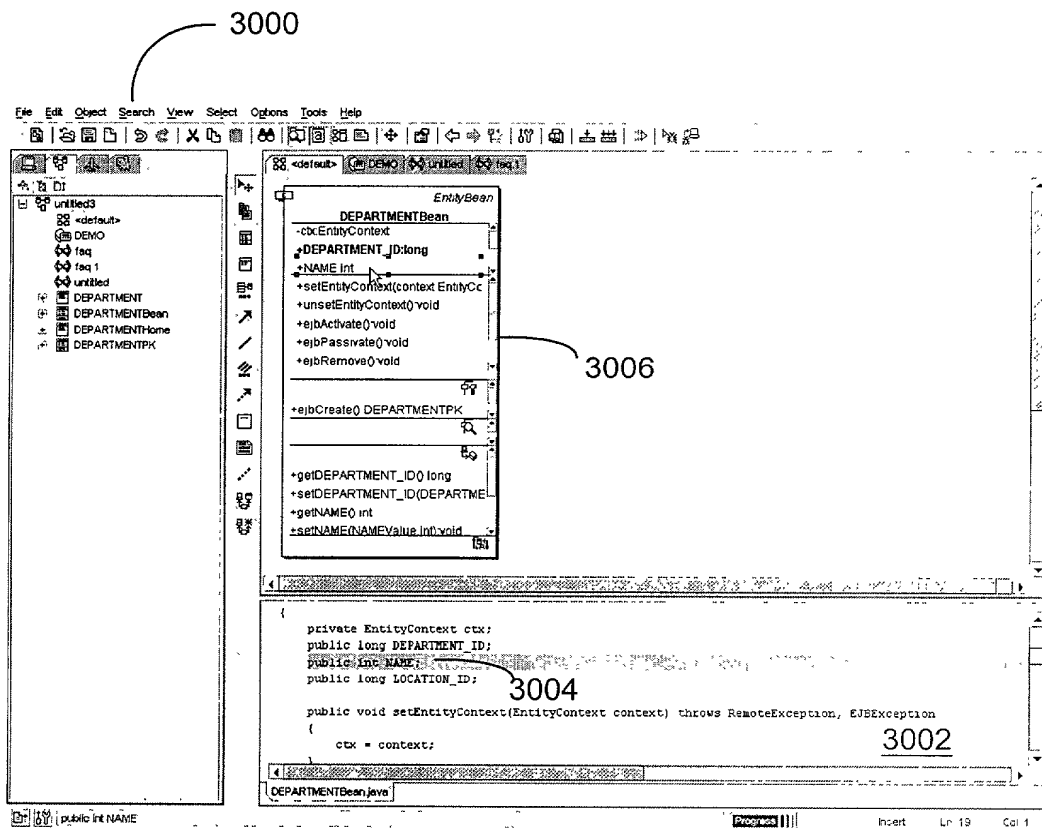 3000
File Edit Object Search View Select Options Tools Help
<default> DEMO untitled faq 1
untitled3
<default>
DEMO
faq
faq 1
untitled
DEPARTMENT
DEPARTMENTBean
DEPARTMENTHome
DEPARTMENTPK
EntityBean
DEPARTMENTBean
-ctx:EntityContext
+DEPARTMENT_ID:long
+NAME int
+setEntityContext(context EntityCc
+unsetEntityContext():void
+ejbActivate():void
+ejbPassivate():void
+ejbRemove():void
+ejbCreate() DEPARTMENTPK
+getDEPARTMENT_ID() long
+setDEPARTMENT_ID(DEPARTME
+getNAME() int
+setNAME(NAMEValue.int):void
3006
{
private EntityContext ctx;
public long DEPARTMENT_ID;
public int NAME;
public long LOCATION_ID;
3004
public void setEntityContext(EntityContext context) throws RemoteException, EJBException
{
ctx = context;
}
3002
DEPARTMENTBean.java
public int NAME Progress Insert Ln 19 Col 1